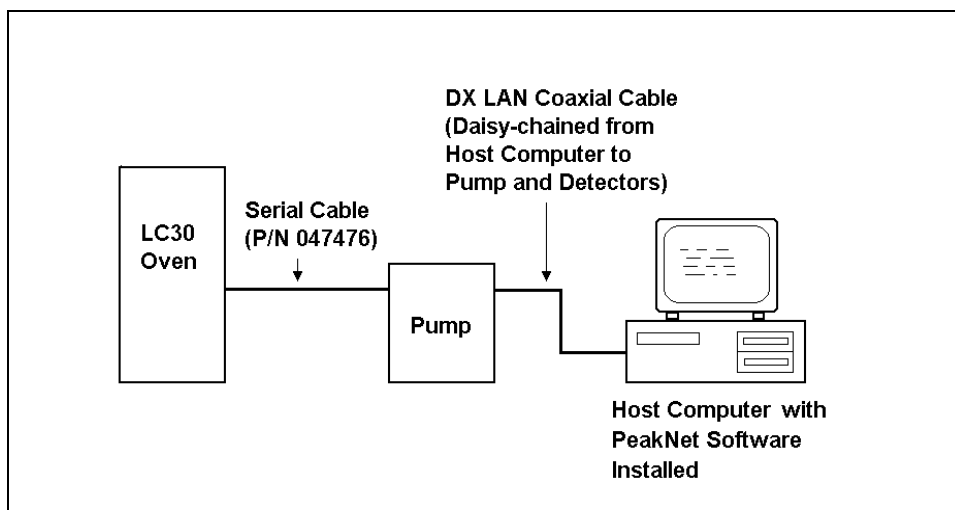 DX LAN Coaxial Cable
(Daisy-chained from
Host Computer to
Pump and Detectors)
Serial Cable
(P/N 047476)
LC30
Oven
Pump
Host Computer with
PeakNet Software
Installed